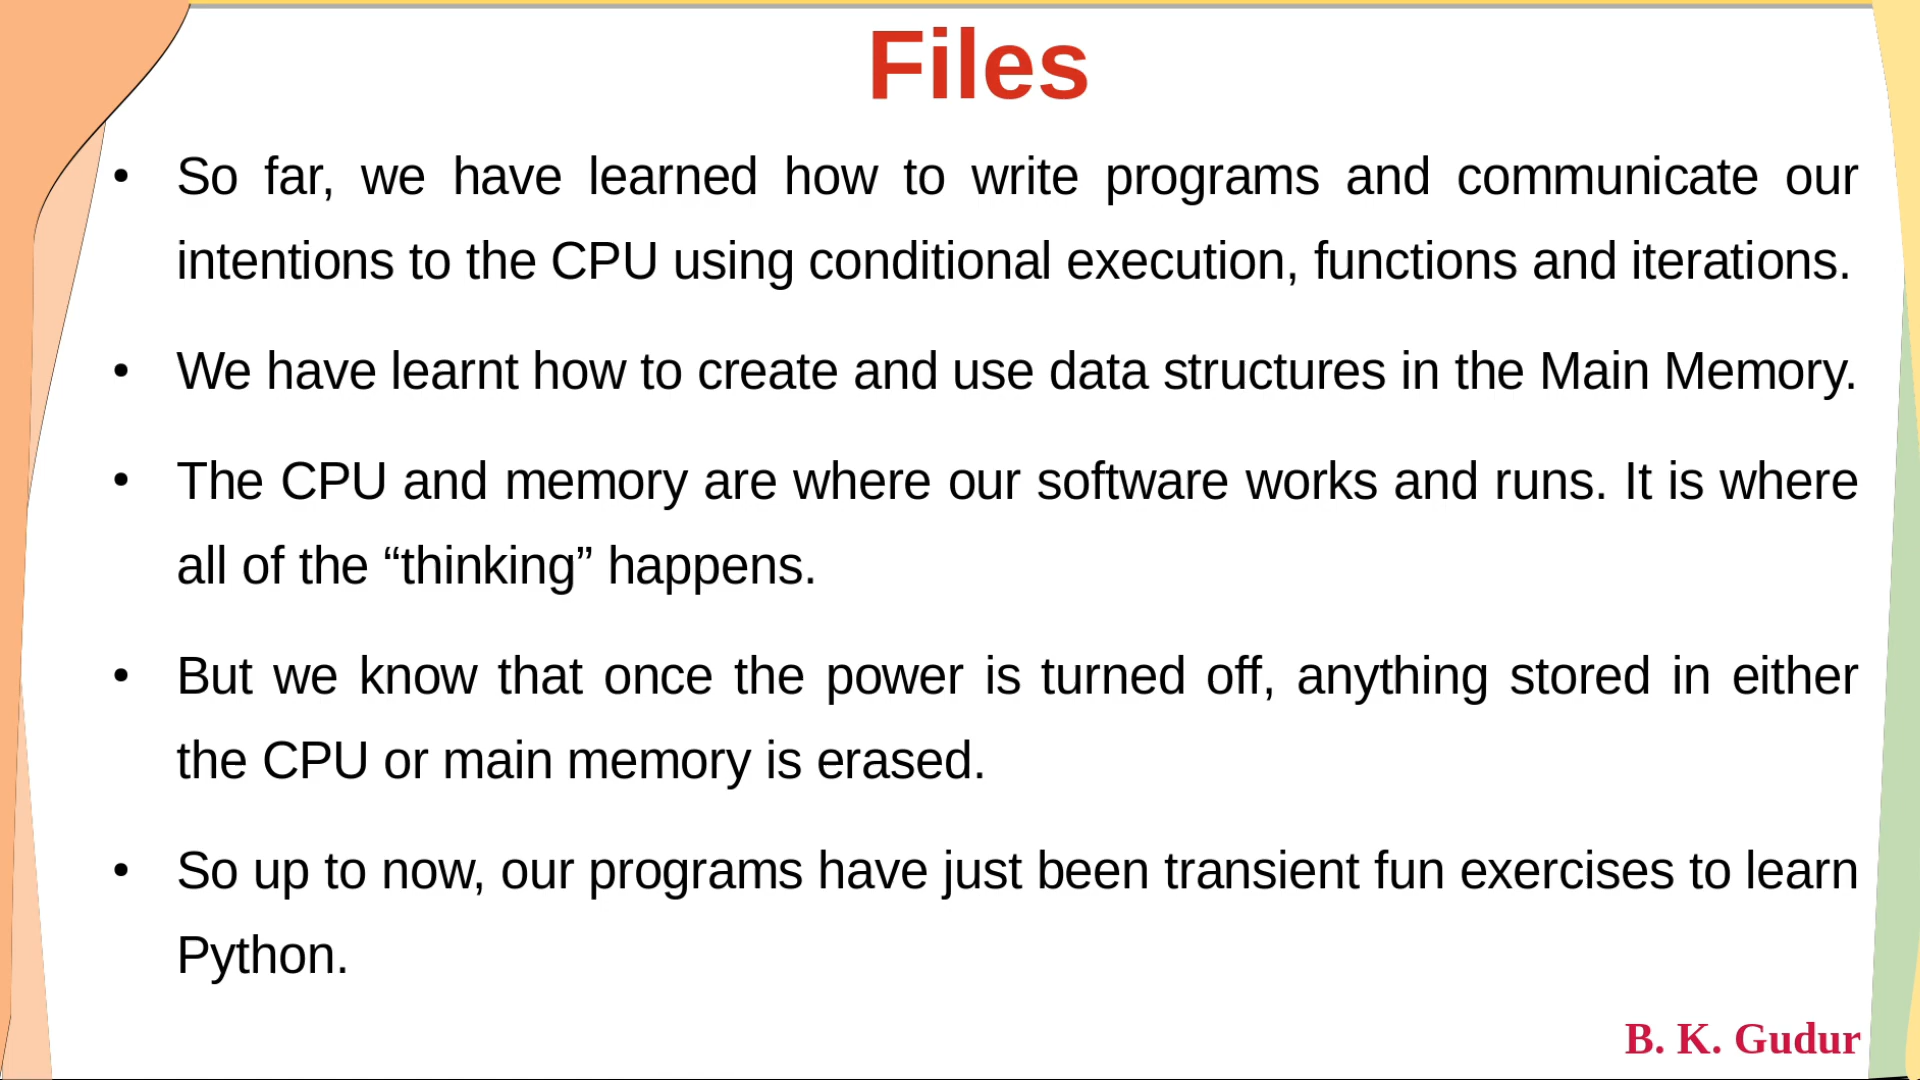 Files
• So far, we have learned how to write programs and communicate our
intentions to the CPU using conditional execution, functions and iterations.
• We have learnt how to create and use data structures in the Main Memory.
• The CPU and memory are where our software works and runs. It is where
all of the “thinking” happens.
• But we know that once the power is turned off, anything stored in either
the CPU or main memory is erased.
• So up to now, our programs have just been transient fun exercises to learn
Python.
B. K. Gudur